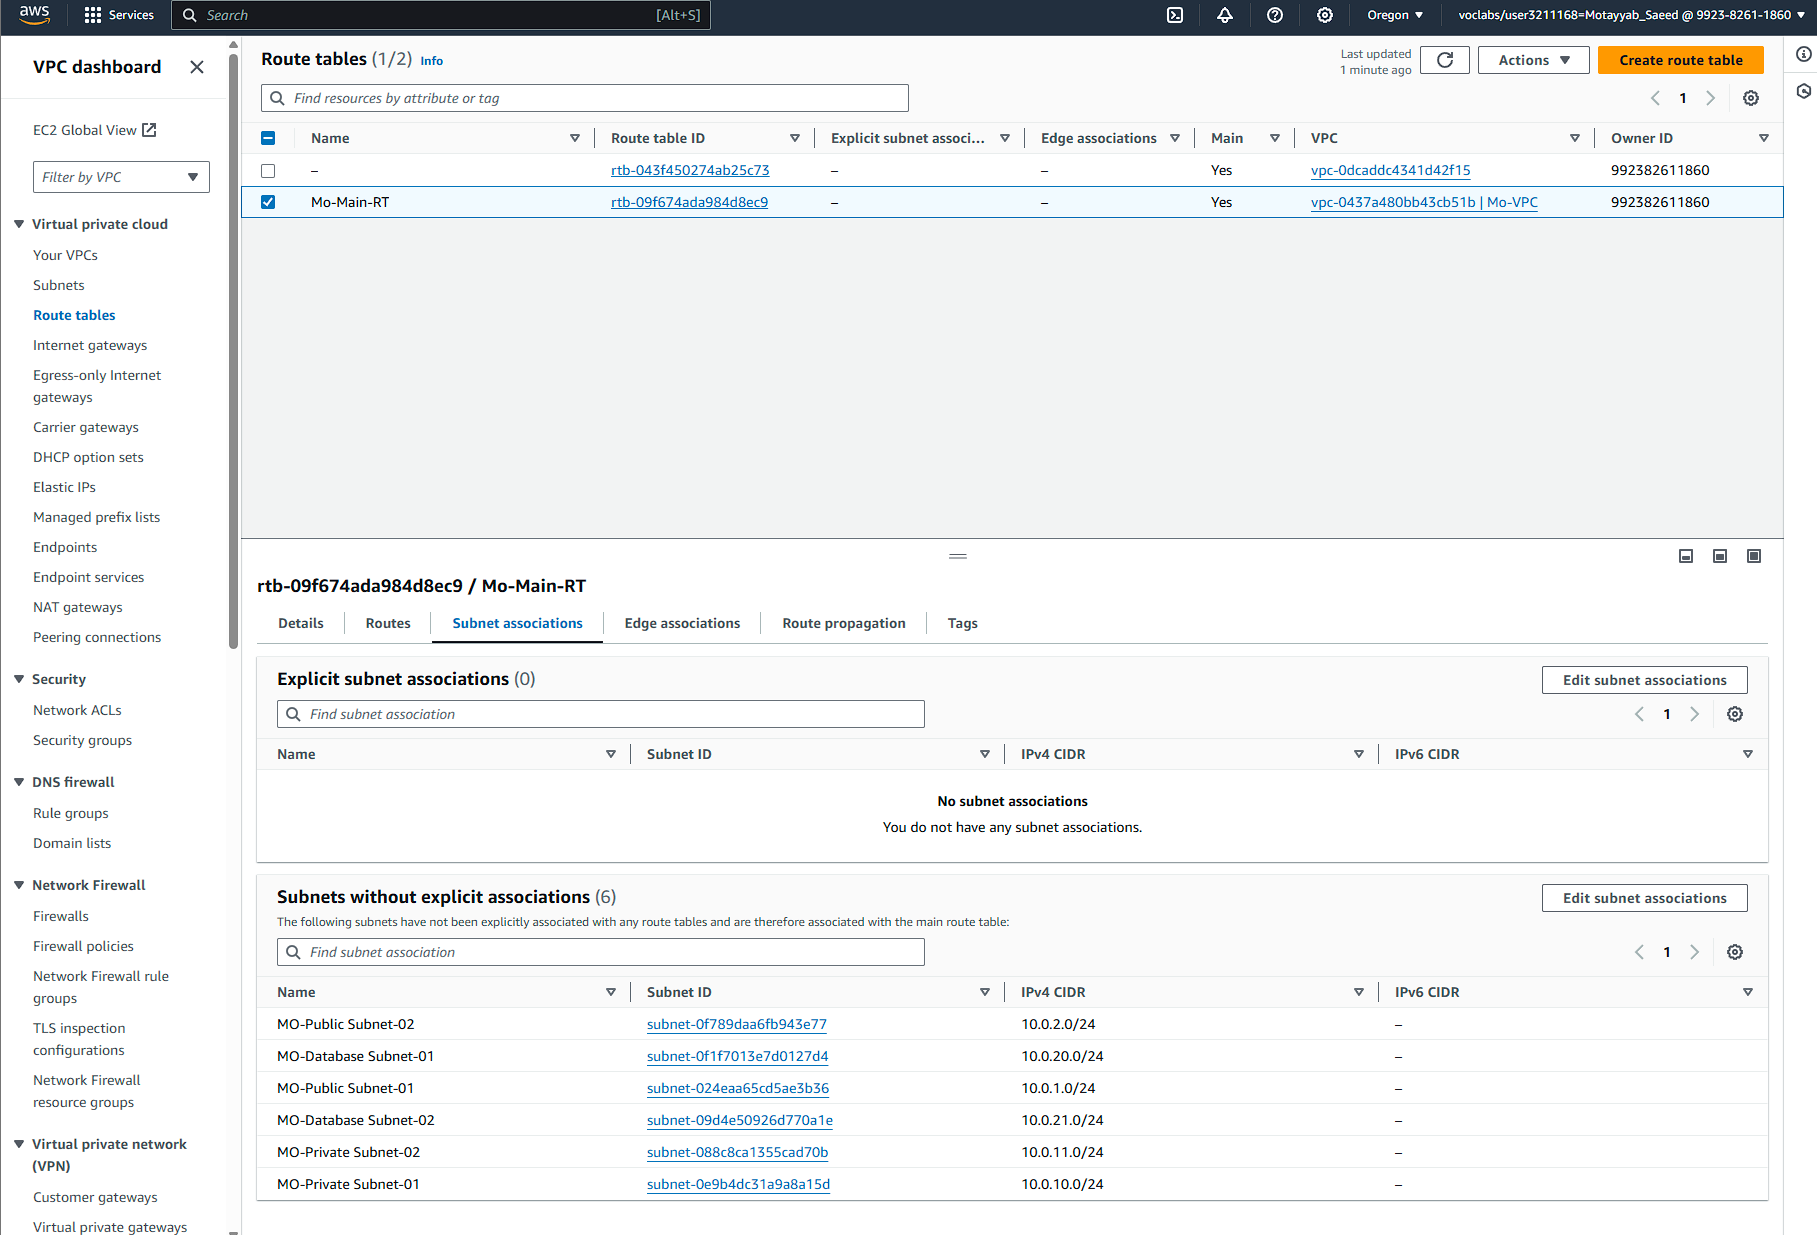 aws
Services
Search [Alt+S]
Oregon
voclabs/user3211168=Motayyab_Saeed @ 9923-8261-1860
VPC dashboard
EC2 Global View
Filter by VPC
Virtual private cloud
Your VPCs
Subnets
Route tables
Internet gateways
Egress-only Internet
gateways
Carrier gateways
DHCP option sets
Elastic IPs
Managed prefix lists
Endpoints
Endpoint services
NAT gateways
Peering connections
Security
Network ACLs
Security groups
DNS firewall
Rule groups
Domain lists
Network Firewall
Firewalls
Firewall policies
Network Firewall rule
groups
TLS inspection
configurations
Network Firewall
resource groups
Virtual private network
(VPN)
Customer gateways
Virtual private gateways
Route tables (1/2) Info
Last updated
1 minute ago
Actions
Create route table
Find resources by attribute or tag
1
Name Route table ID Explicit subnet associ... Edge associations Main VPC Owner ID
– rtb-043f450274ab25c73 – – Yes vpc-0dcaddc4341d42f15 992382611860
Mo-Main-RT rtb-09f674ada984d8ec9 – – Yes vpc-0437a480bb43cb51b | Mo-VPC 992382611860
rtb-09f674ada984d8ec9 / Mo-Main-RT
Details Routes Subnet associations Edge associations Route propagation Tags
Explicit subnet associations (0)
Edit subnet associations
Find subnet association
1
Name Subnet ID IPv4 CIDR IPv6 CIDR
No subnet associations
You do not have any subnet associations.
Subnets without explicit associations (6)
Edit subnet associations
The following subnets have not been explicitly associated with any route tables and are therefore associated with the main route table:
Find subnet association
1
Name Subnet ID IPv4 CIDR IPv6 CIDR
MO-Public Subnet-02 subnet-0f789daa6fb943e77 10.0.2.0/24 –
MO-Database Subnet-01 subnet-0f1f7013e7d0127d4 10.0.20.0/24 –
MO-Public Subnet-01 subnet-024eaa65cd5ae3b36 10.0.1.0/24 –
MO-Database Subnet-02 subnet-09d4e50926d770a1e 10.0.21.0/24 –
MO-Private Subnet-02 subnet-088c8ca1355cad70b 10.0.11.0/24 –
MO-Private Subnet-01 subnet-0e9b4dc31a9a8a15d 10.0.10.0/24 –